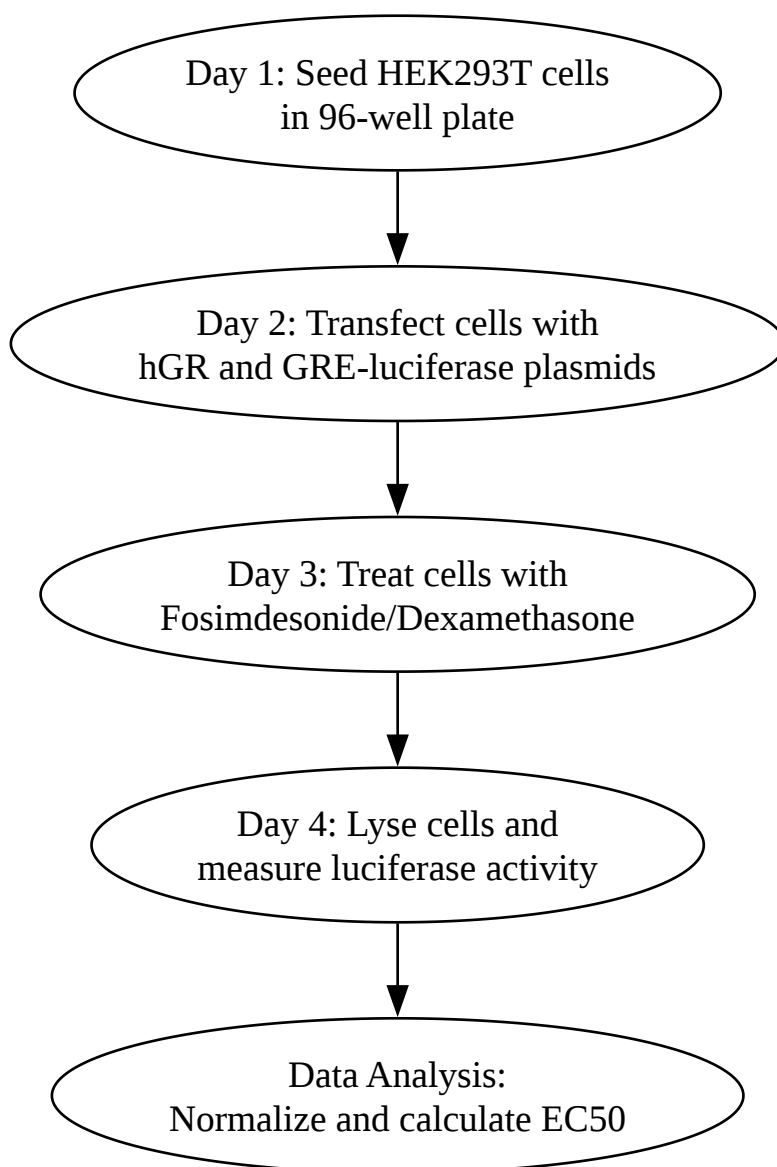 Day 1: Seed HEK293T cells
in 96-well plate
Day 2: Transfect cells with
hGR and GRE-luciferase plasmids
Day 3: Treat cells with
Fosimdesonide/Dexamethasone
Day 4: Lyse cells and
measure luciferase activity
Data Analysis:
Normalize and calculate EC50